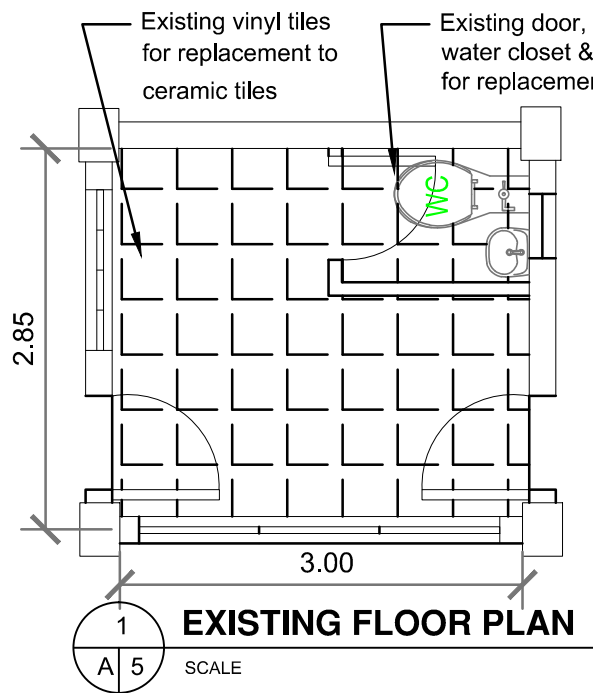 Existing vinyl tiles
for replacement to
ceramic tiles
Existing door,
water closet &
for replacemen
WC
2.85
3.00
1
A 5
EXISTING FLOOR PLAN
SCALE